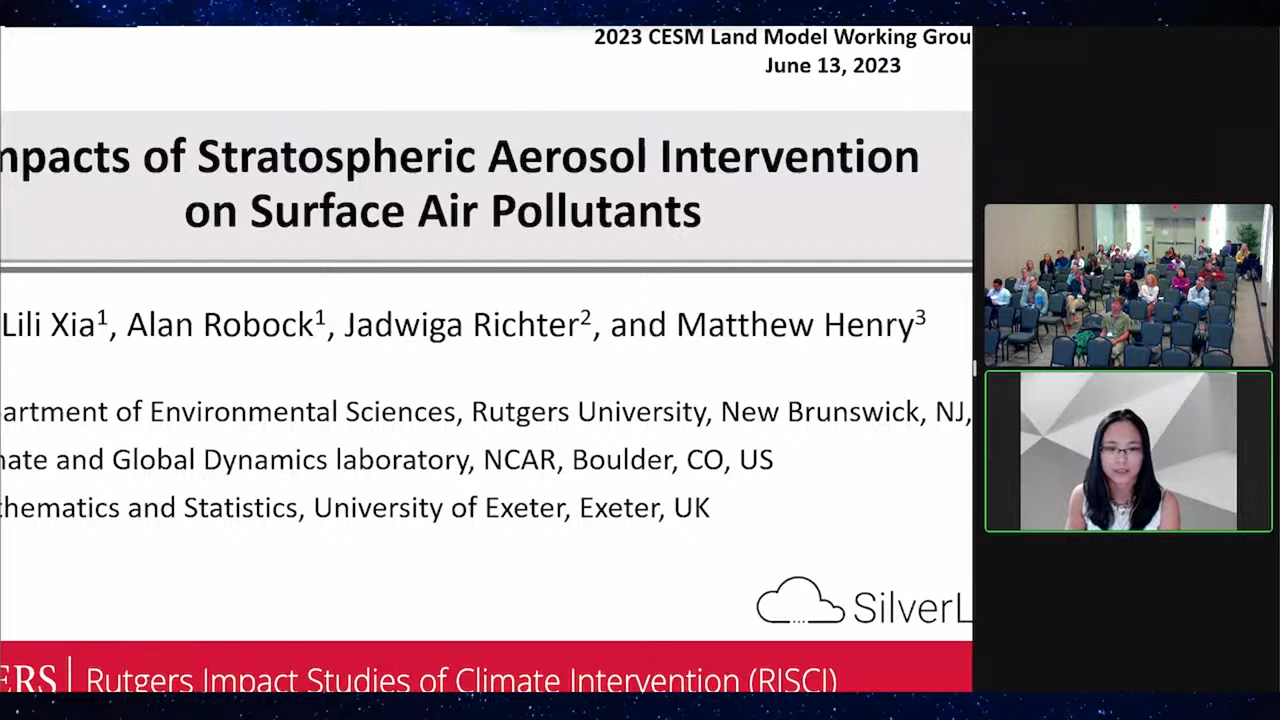 2023 CESM Land Model Working Grou
June 13, 2023
mpacts of Stratospheric Aerosol Intervention
on Surface Air Pollutants
Lili Xia¹, Alan Robock¹, Jadwiga Richter², and Matthew Henry³
artment of Environmental Sciences, Rutgers University, New Brunswick, NJ,
ate and Global Dynamics laboratory, NCAR, Boulder, CO, US
thematics and Statistics, University of Exeter, Exeter, UK
SilverL
ERS | Rutgers Impact Studies of Climate Intervention (RISCI)